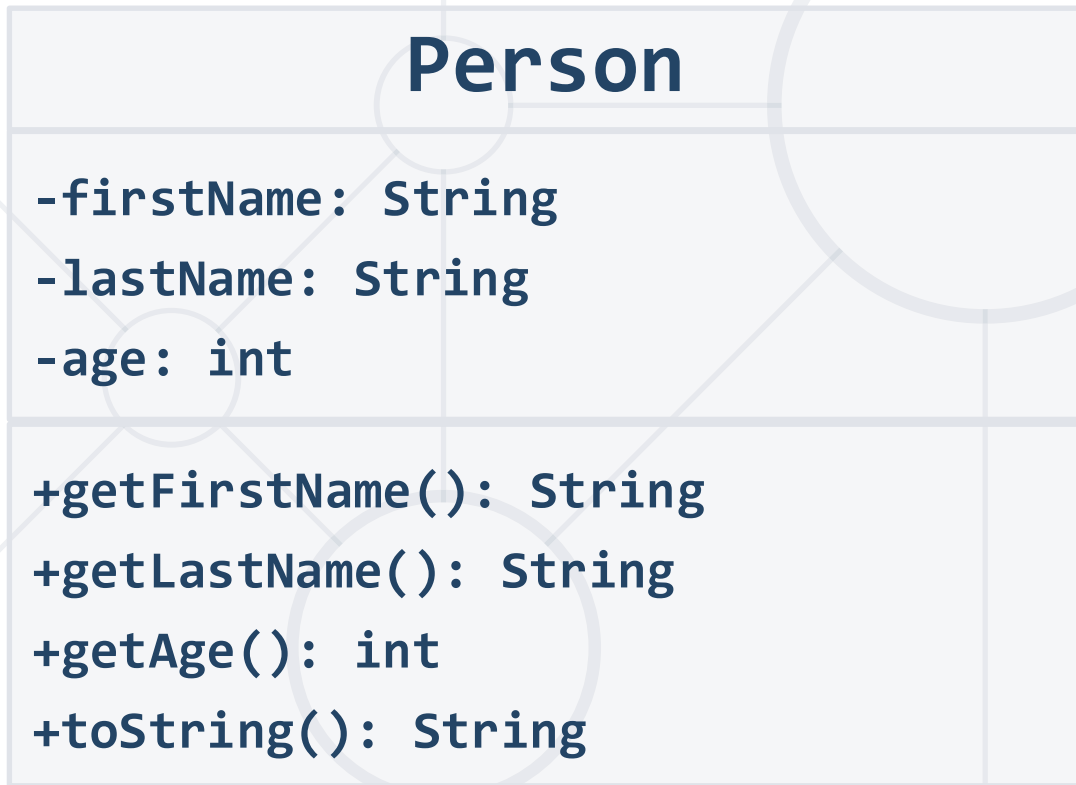 Person
-firstName: String
-lastName: String
-age: int
+getFirstName(): String
+getLastName(): String
+getAge(): int
+toString(): String